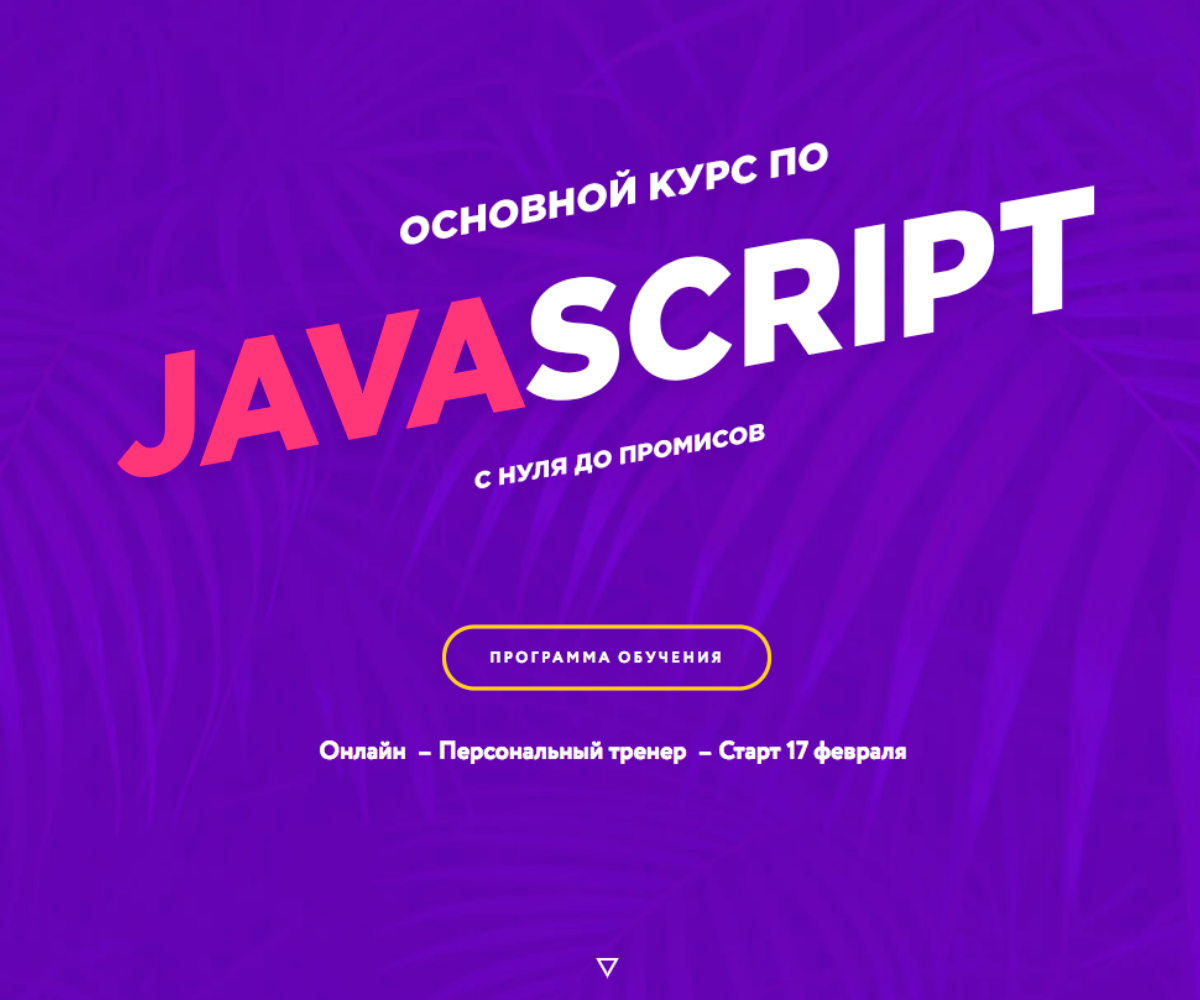 ОСНОВНОЙ КУРС ПО
JAVASCRIPT
С НУЛЯ ДО ПРОМИСОВ
ПРОГРАММА ОБУЧЕНИЯ
Онлайн – Персональный тренер – Старт 17 февраля